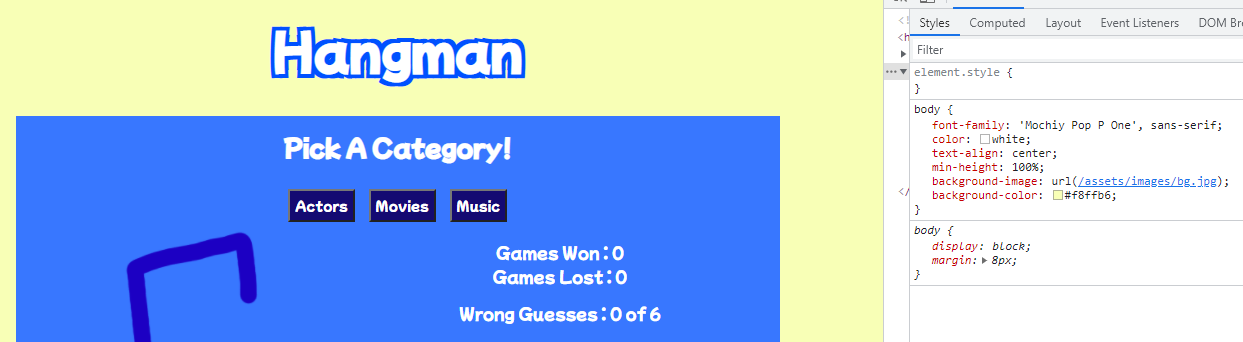 Hangman
Pick A Category!
Actors Movies Music
Games Won : 0
Games Lost : 0
Wrong Guesses : 0 of 6
Styles Computed Layout Event Listeners DOM Br
Filter
element.style {
}
body {
font-family: 'Mochiy Pop P One', sans-serif;
color: white;
text-align: center;
min-height: 100%;
background-image: url(/assets/images/bg.jpg);
background-color: #f8ffb6;
}
body {
display: block;
margin: 8px;
}